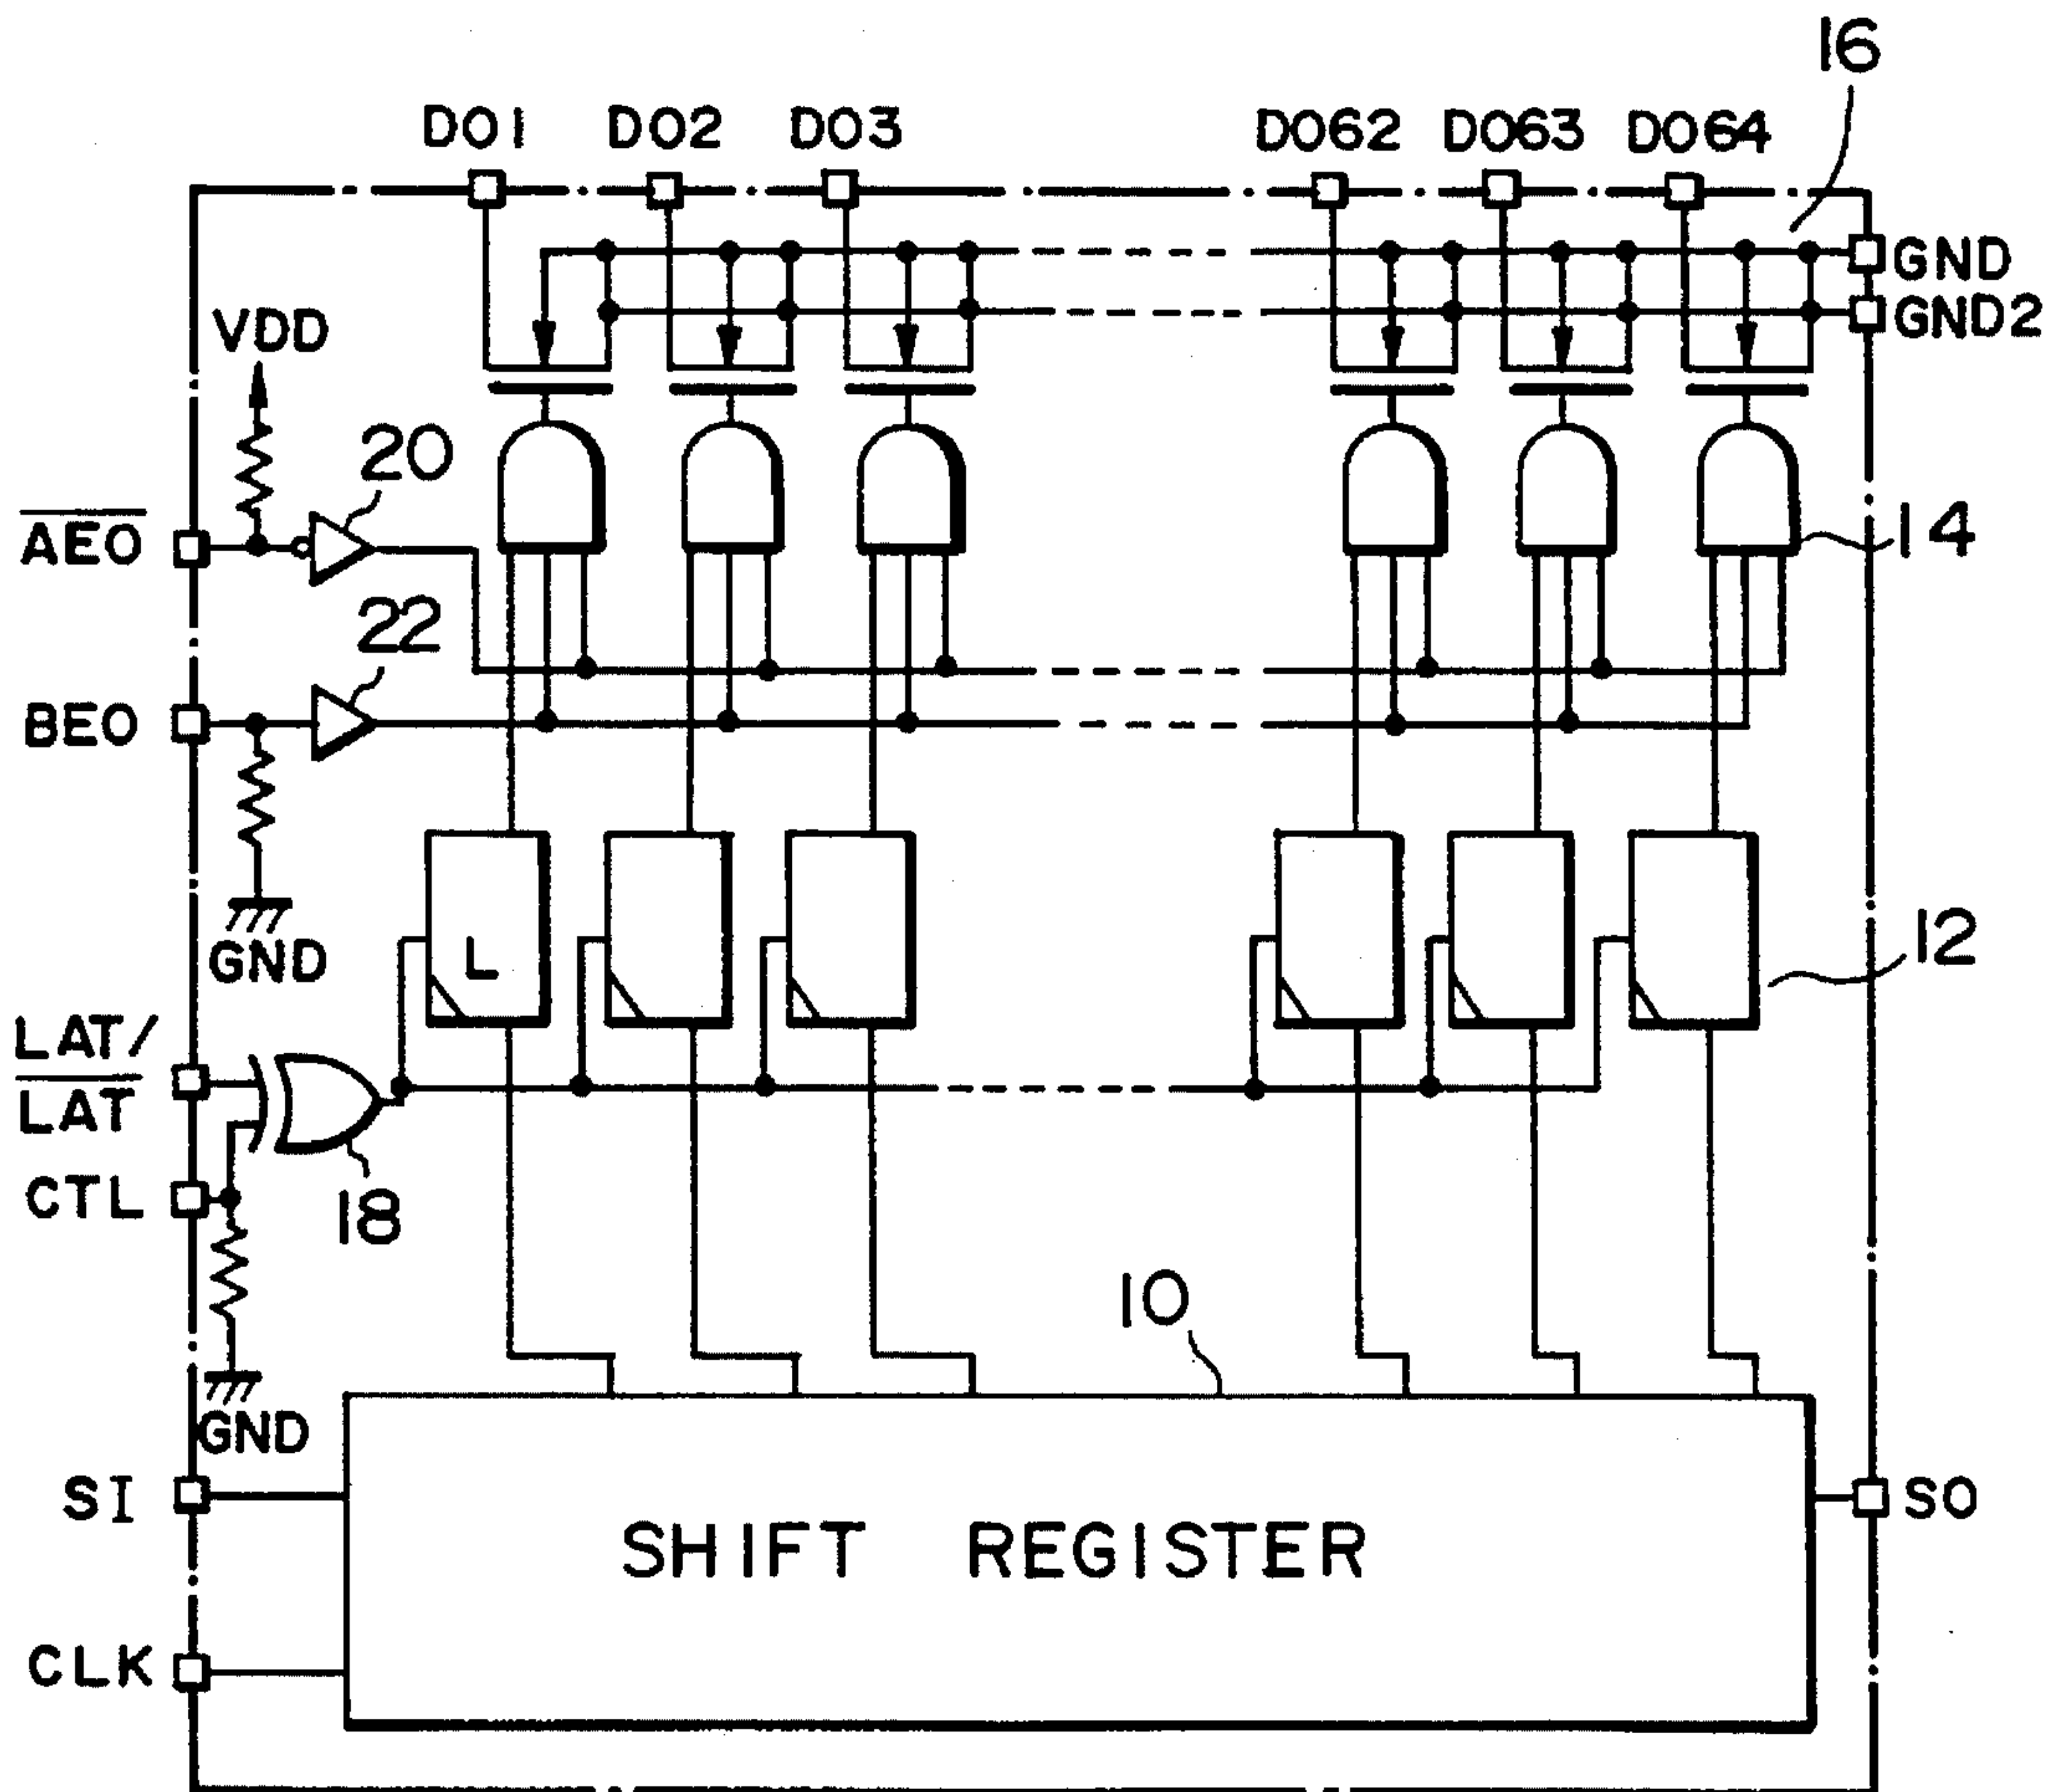 16
DO1 DO2 DO3 DO62 DO63 DO64
GND
GND2
VDD
20
AEO
14
22
BEO
GND
L
12
LAT/
LAT
CTL
18
10
GND
SI
SO
SHIFT REGISTER
CLK